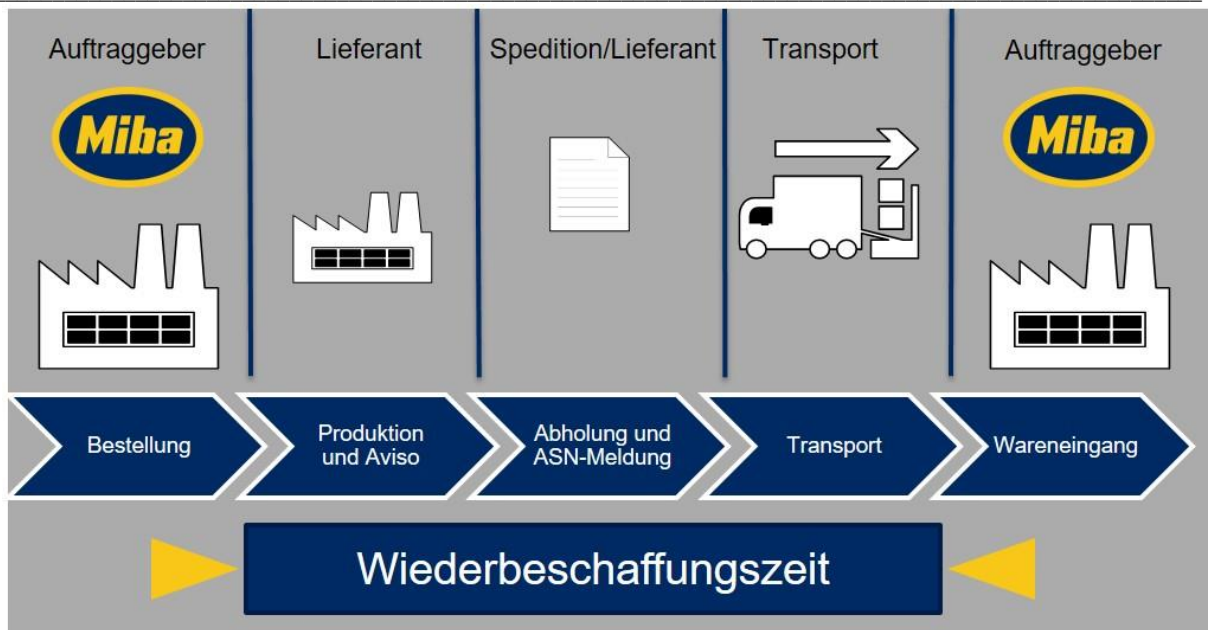 Auftraggeber
Lieferant
Spedition/Lieferant
Transport
Auftraggeber
Miba
Miba
Bestellung
Produktion
und Aviso
Abholung und
ASN-Meldung
Transport
Wareneingang
Wiederbeschaffungszeit